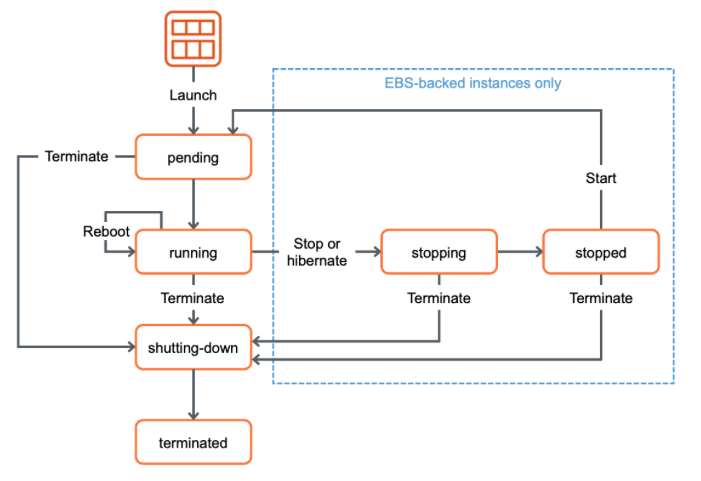 EBS-backed instances only
Launch
Terminate
pending
Start
Reboot
running
Stop or
hibernate
stopping
stopped
Terminate
Terminate
Terminate
shutting-down
terminated